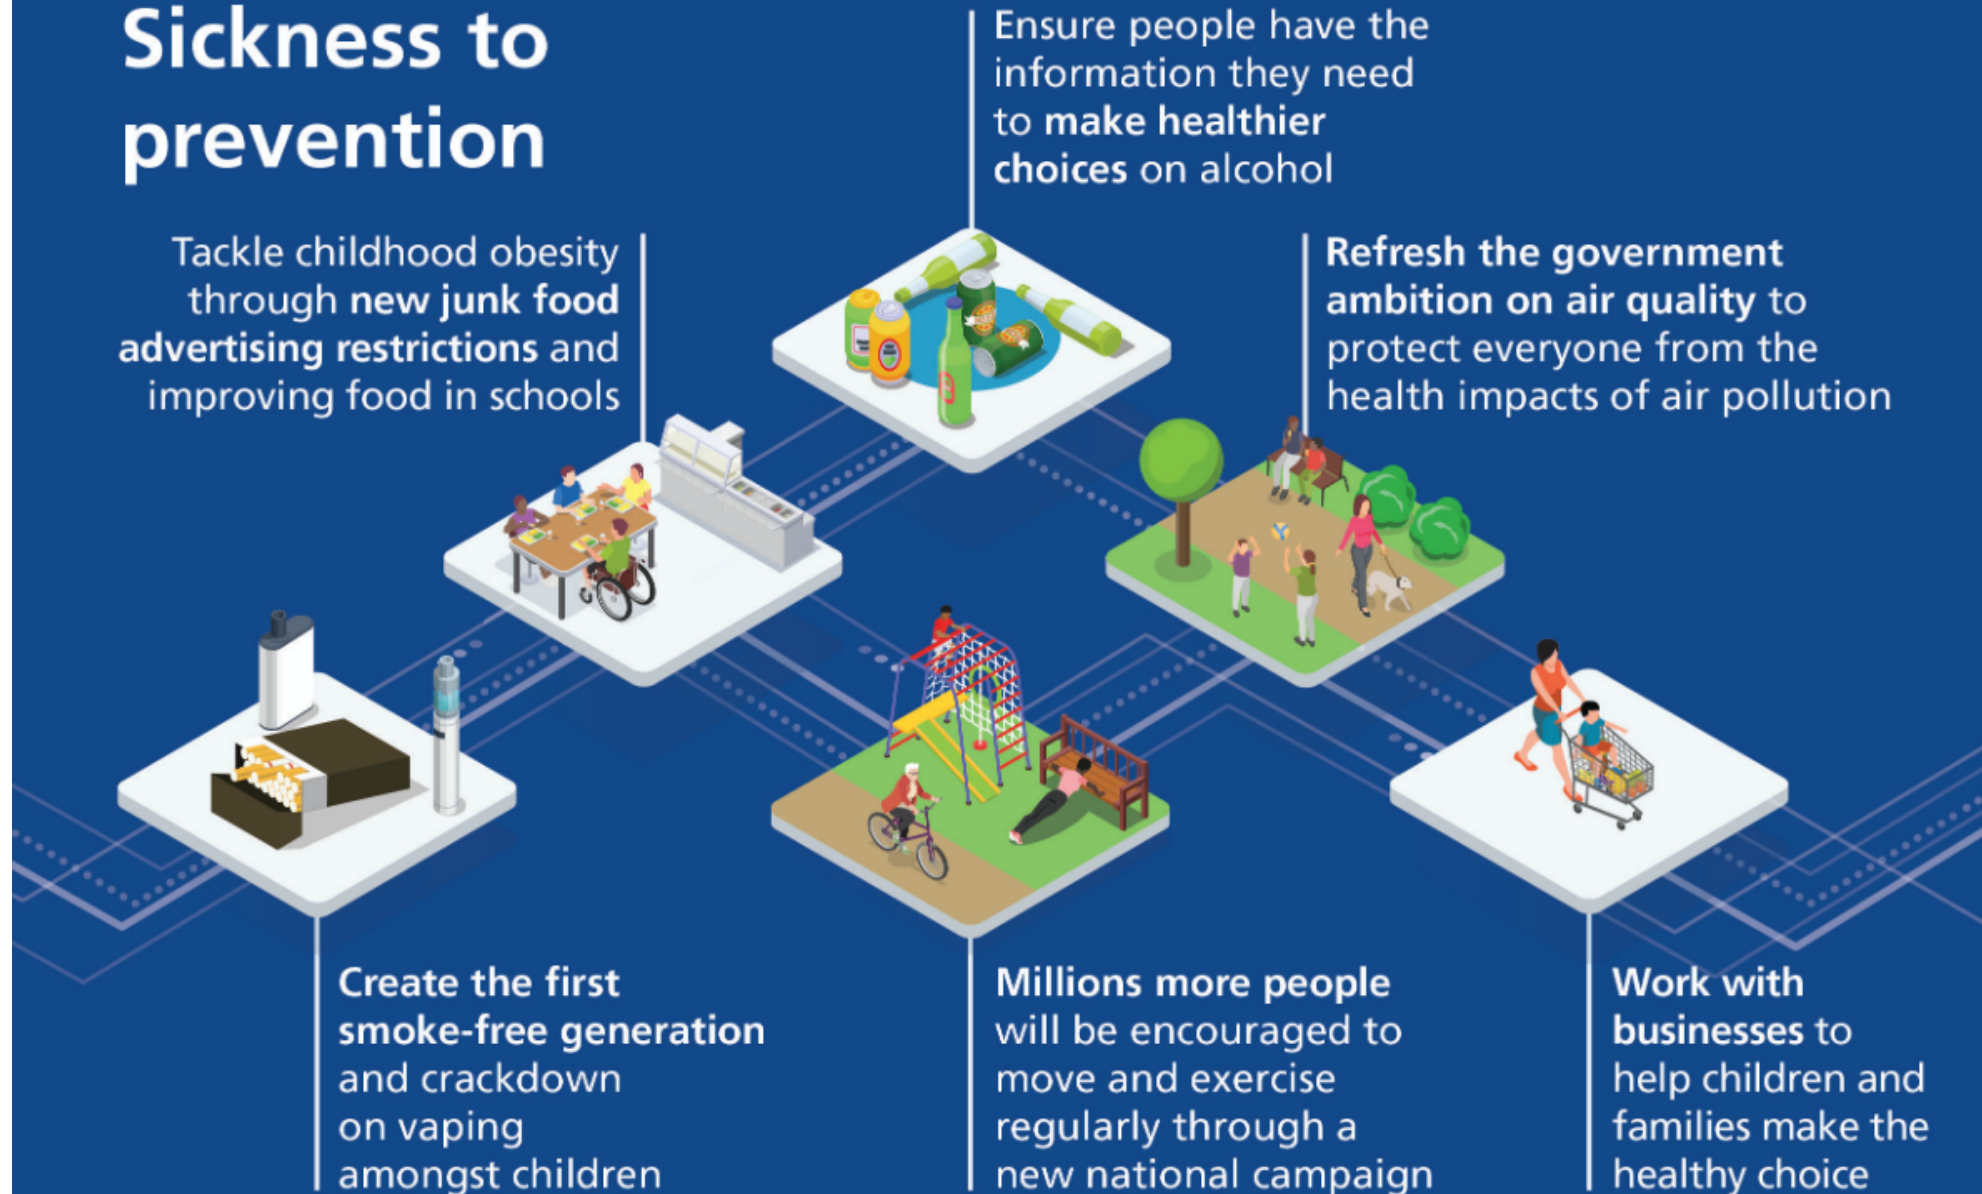 Sickness to
prevention
Ensure people have the
information they need
to make healthier
choices on alcohol
Tackle childhood obesity
through new junk food
advertising restrictions and
improving food in schools
Refresh the government
ambition on air quality to
protect everyone from the
health impacts of air pollution
Create the first
smoke-free generation
and crackdown
on vaping
amongst children
Millions more people
will be encouraged to
move and exercise
regularly through a
new national campaign
Work with
businesses to
help children and
families make the
healthy choice